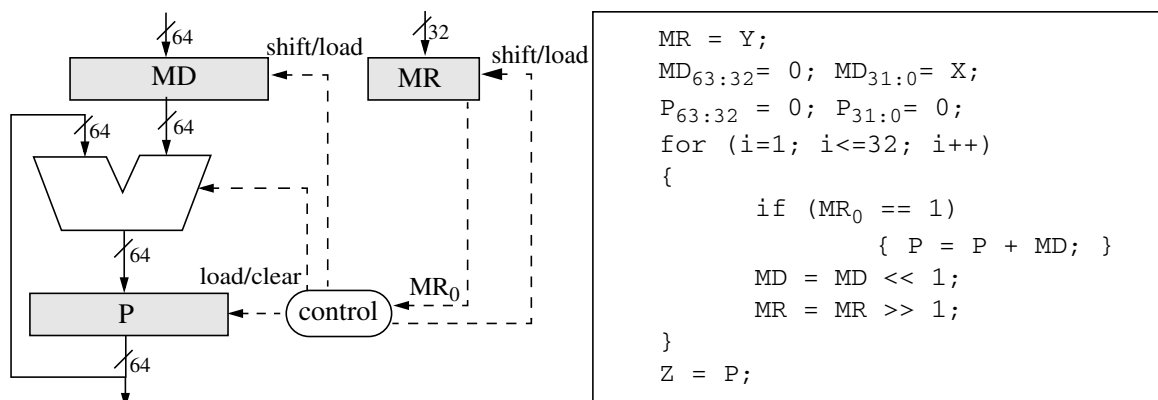 64
32
shift/load
shift/load
MD
MR
64
64
64
load/clear
MR0
P
control
64
MR = Y;
MD63:32= 0; MD31:0= X;
P63:32 = 0; P31:0= 0;
for (i=1; i<=32; i++)
{
if (MR0 == 1)
{ P = P + MD; }
MD = MD << 1;
MR = MR >> 1;
}
Z = P;